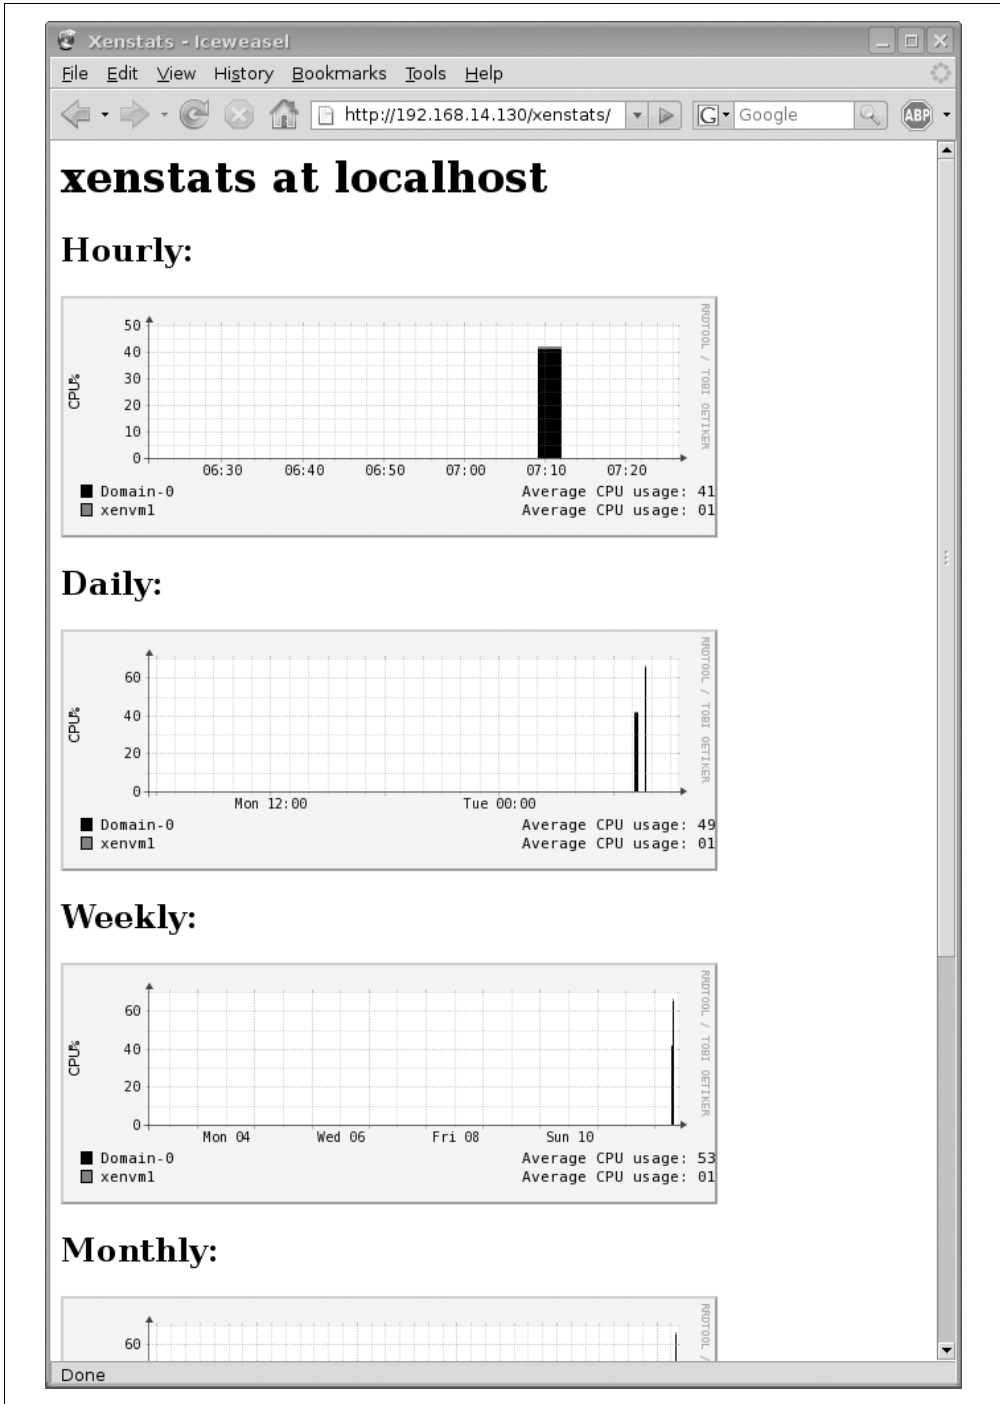 Xenstats - Iceweasel
File Edit View History Bookmarks Tools Help
http://192.168.14.130/xenstats/ G Google ABP
xenstats at localhost
Hourly:
RRDTOOL / TOBI OETIKER
CPU%
50
40
30
20
10
0
06:30 06:40 06:50 07:00 07:10 07:20
Domain-0 Average CPU usage: 41
xenvm1 Average CPU usage: 01
Daily:
RRDTOOL / TOBI OETIKER
CPU%
60
40
20
0
Mon 12:00 Tue 00:00
Domain-0 Average CPU usage: 49
xenvm1 Average CPU usage: 01
Weekly:
RRDTOOL / TOBI OETIKER
CPU%
60
40
20
0
Mon 04 Wed 06 Fri 08 Sun 10
Domain-0 Average CPU usage: 53
xenvm1 Average CPU usage: 01
Monthly:
RRDTOOL /
60
Done